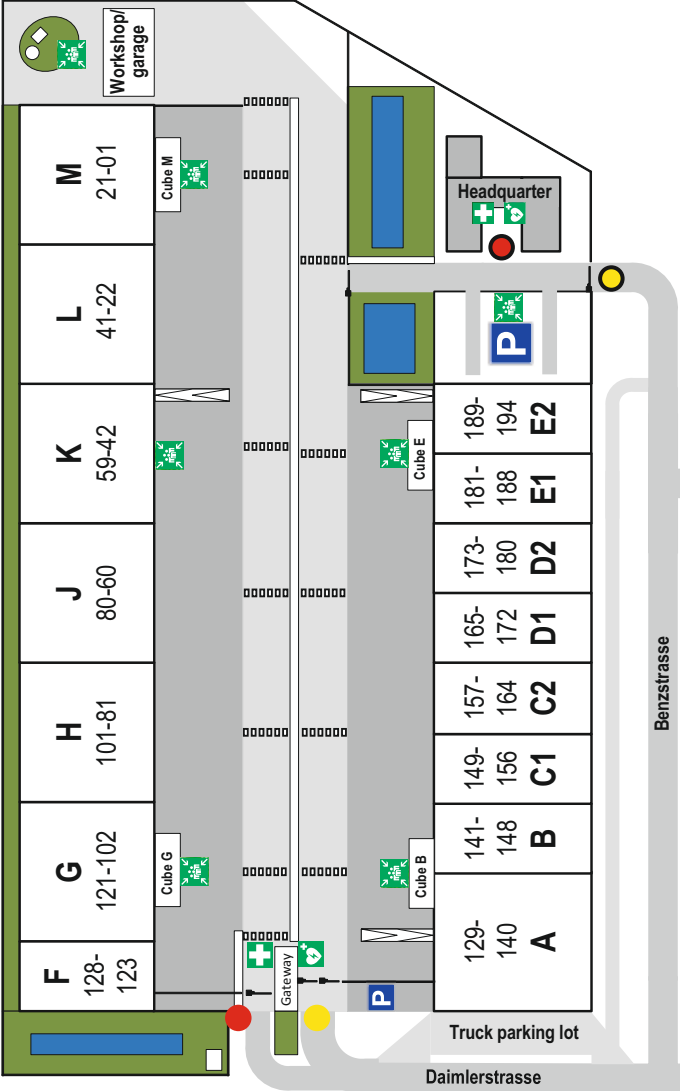 Workshop/
garage
M
21-01
Cube M
L
41-22
K
59-42
J
80-60
H
101-81
G
121-102
Cube G
F
128-
123
Headquarter
P
189-
194
E2
Cube E
181-
188
E1
173-
180
D2
165-
172
D1
157-
164
C2
149-
156
C1
141-
148
B
Cube B
129-
140
A
Gateway
P
Truck parking lot
Daimlerstrasse
Benzstrasse